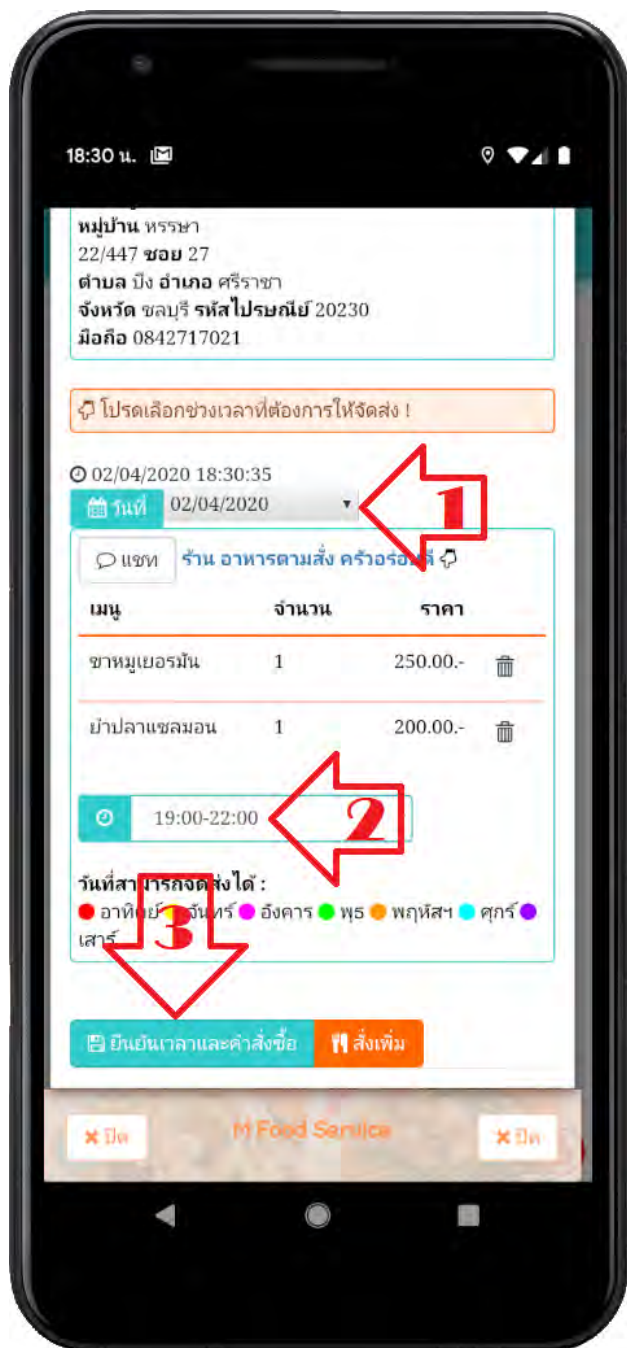 18:30 น.
หมู่บ้าน หรรษา
22/447 ซอย 27
ตำบล บึง อำเภอ ศรีราชา
จังหวัด ชลบุรี รหัสไปรษณีย์ 20230
มือถือ 0842717021
โปรดเลือกช่วงเวลาที่ต้องการให้จัดส่ง !
02/04/2020 18:30:35
วันที่ 02/04/2020
1
แชท ร้าน อาหารตามสั่ง ครัวอร่อยดี
เมนู จำนวน ราคา
ขาหมูเยอรมัน 1 250.00.-
ยำปลาแซลมอน 1 200.00.-
19:00-22:00
2
วันที่สามารถจัดส่งได้ :
อาทิตย์ จันทร์ อังคาร พุธ พฤหัสฯ ศุกร์
เสาร์
3
ยืนยันเวลาและคำสั่งซื้อ สั่งเพิ่ม
ปิด M Food Service ปิด